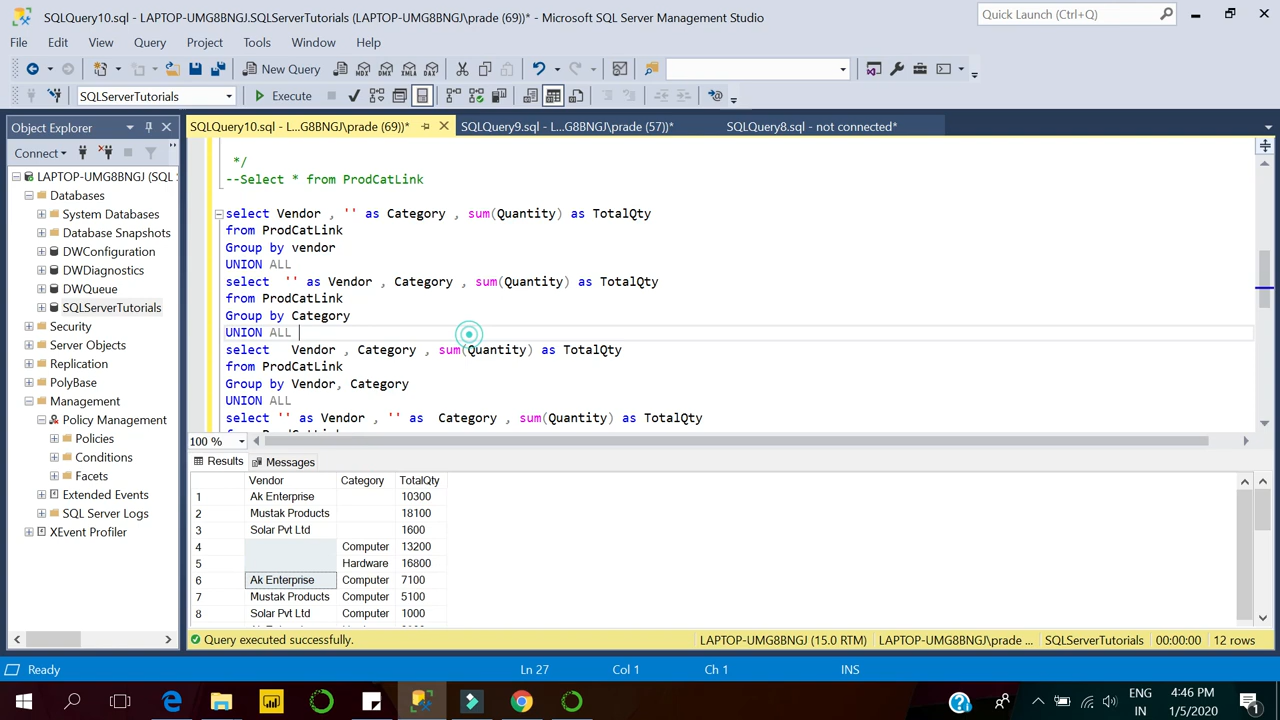 SQLQuery10.sql - LAPTOP-UMG8BNGJ.SQLServerTutorials (LAPTOP-UMG8BNGJ\prade (69))* - Microsoft SQL Server Management Studio
Quick Launch (Ctrl+Q)
File Edit View Query Project Tools Window Help
New Query MDX DMX XMLA DAX
SQLServerTutorials Execute
Object Explorer
SQLQuery10.sql - L...G8BNGJ\prade (69))* SQLQuery9.sql - L...G8BNGJ\prade (57))* SQLQuery8.sql - not connected*
Connect
LAPTOP-UMG8BNGJ (SQL S
Databases
System Databases
Database Snapshots
DWConfiguration
DWDiagnostics
DWQueue
SQLServerTutorials
Security
Server Objects
Replication
PolyBase
Management
Policy Management
Policies
Conditions
Facets
Extended Events
SQL Server Logs
XEvent Profiler
*/
--Select * from ProdCatLink
select Vendor , '' as Category , sum(Quantity) as TotalQty
from ProdCatLink
Group by vendor
UNION ALL
select '' as Vendor , Category , sum(Quantity) as TotalQty
from ProdCatLink
Group by Category
UNION ALL
select Vendor , Category , sum(Quantity) as TotalQty
from ProdCatLink
Group by Vendor, Category
UNION ALL
select '' as Vendor , '' as Category , sum(Quantity) as TotalQty
100 %
Results Messages
Vendor Category TotalQty
1 Ak Enterprise 10300
2 Mustak Products 18100
3 Solar Pvt Ltd 1600
4 Computer 13200
5 Hardware 16800
6 Ak Enterprise Computer 7100
7 Mustak Products Computer 5100
8 Solar Pvt Ltd Computer 1000
Query executed successfully. LAPTOP-UMG8BNGJ (15.0 RTM) LAPTOP-UMG8BNGJ\prade ... SQLServerTutorials 00:00:00 12 rows
Ready Ln 27 Col 1 Ch 1 INS
ENG
IN
4:46 PM
1/5/2020
1